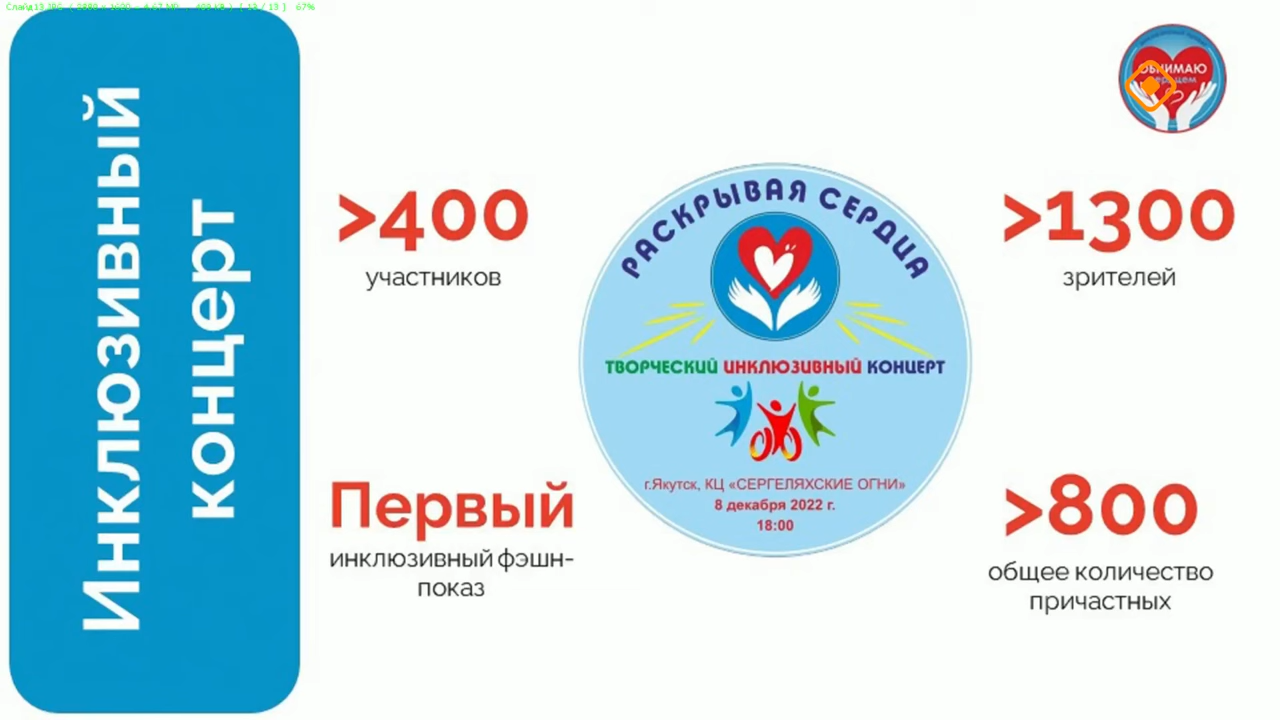 Инклюзивный
концерт
>400
участников
Первый
инклюзивный фэшн-
показ
РАСКРЫВАЯ СЕРДЦА
ТВОРЧЕСКИЙ ИНКЛЮЗИВНЫЙ КОНЦЕРТ
г.Якутск, КЦ «СЕРГЕЛЯХСКИЕ ОГНИ»
8 декабря 2022 г.
18:00
ОБНИМАЮ
>1300
зрителей
>800
общее количество
причастных